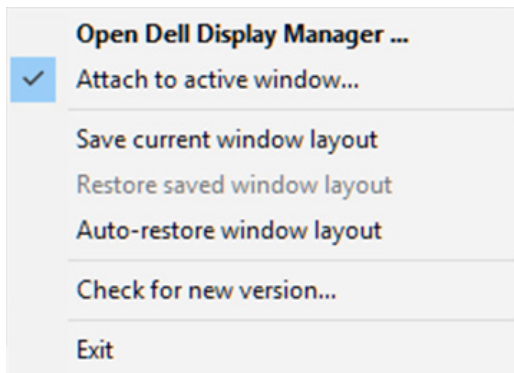 Open Dell Display Manager ...
Attach to active window...
Save current window layout
Restore saved window layout
Auto-restore window layout
Check for new version...
Exit